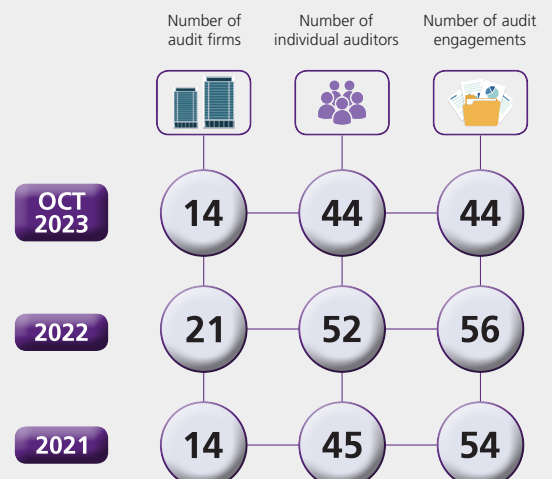 Number of
audit firms
Number of
individual auditors
Number of audit
engagements
OCT
2023
14
44
44
2022
21
52
56
2021
14
45
54